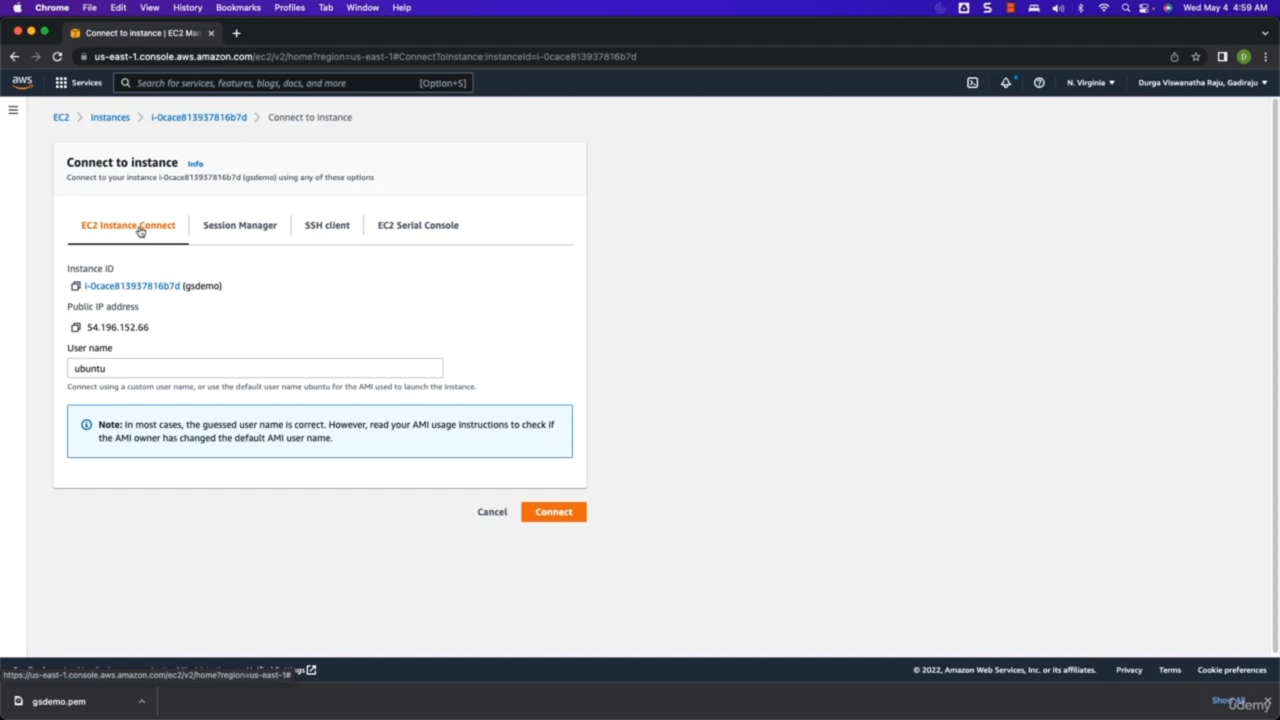 Chrome File Edit View History Bookmarks Profiles Tab Window Help Wed May 4 4:59 AM
Connect to instance | EC2 Man
us-east-1.console.aws.amazon.com/ec2/v2/home?region=us-east-1#ConnectToInstance:instanceId=i-0cace813937816b7d
aws Services Search for services, features, blogs, docs, and more [Option+S] N. Virginia Durga Viswanatha Raju, Gadiraju
EC2 > Instances > i-0cace813937816b7d > Connect to instance
Connect to instance Info
Connect to your instance i-0cace813937816b7d (gsdemo) using any of these options
EC2 Instance Connect Session Manager SSH client EC2 Serial Console
Instance ID
i-0cace813937816b7d (gsdemo)
Public IP address
54.196.152.66
User name
ubuntu
Connect using a custom user name, or use the default user name ubuntu for the AMI used to launch the instance.
Note: In most cases, the guessed user name is correct. However, read your AMI usage instructions to check if
the AMI owner has changed the default AMI user name.
Cancel Connect
© 2022, Amazon Web Services, Inc. or its affiliates. Privacy Terms Cookie preferences
https://us-east-1.console.aws.amazon.com/ec2/v2/home?region=us-east-1#
gsdemo.pem Show All
udemy